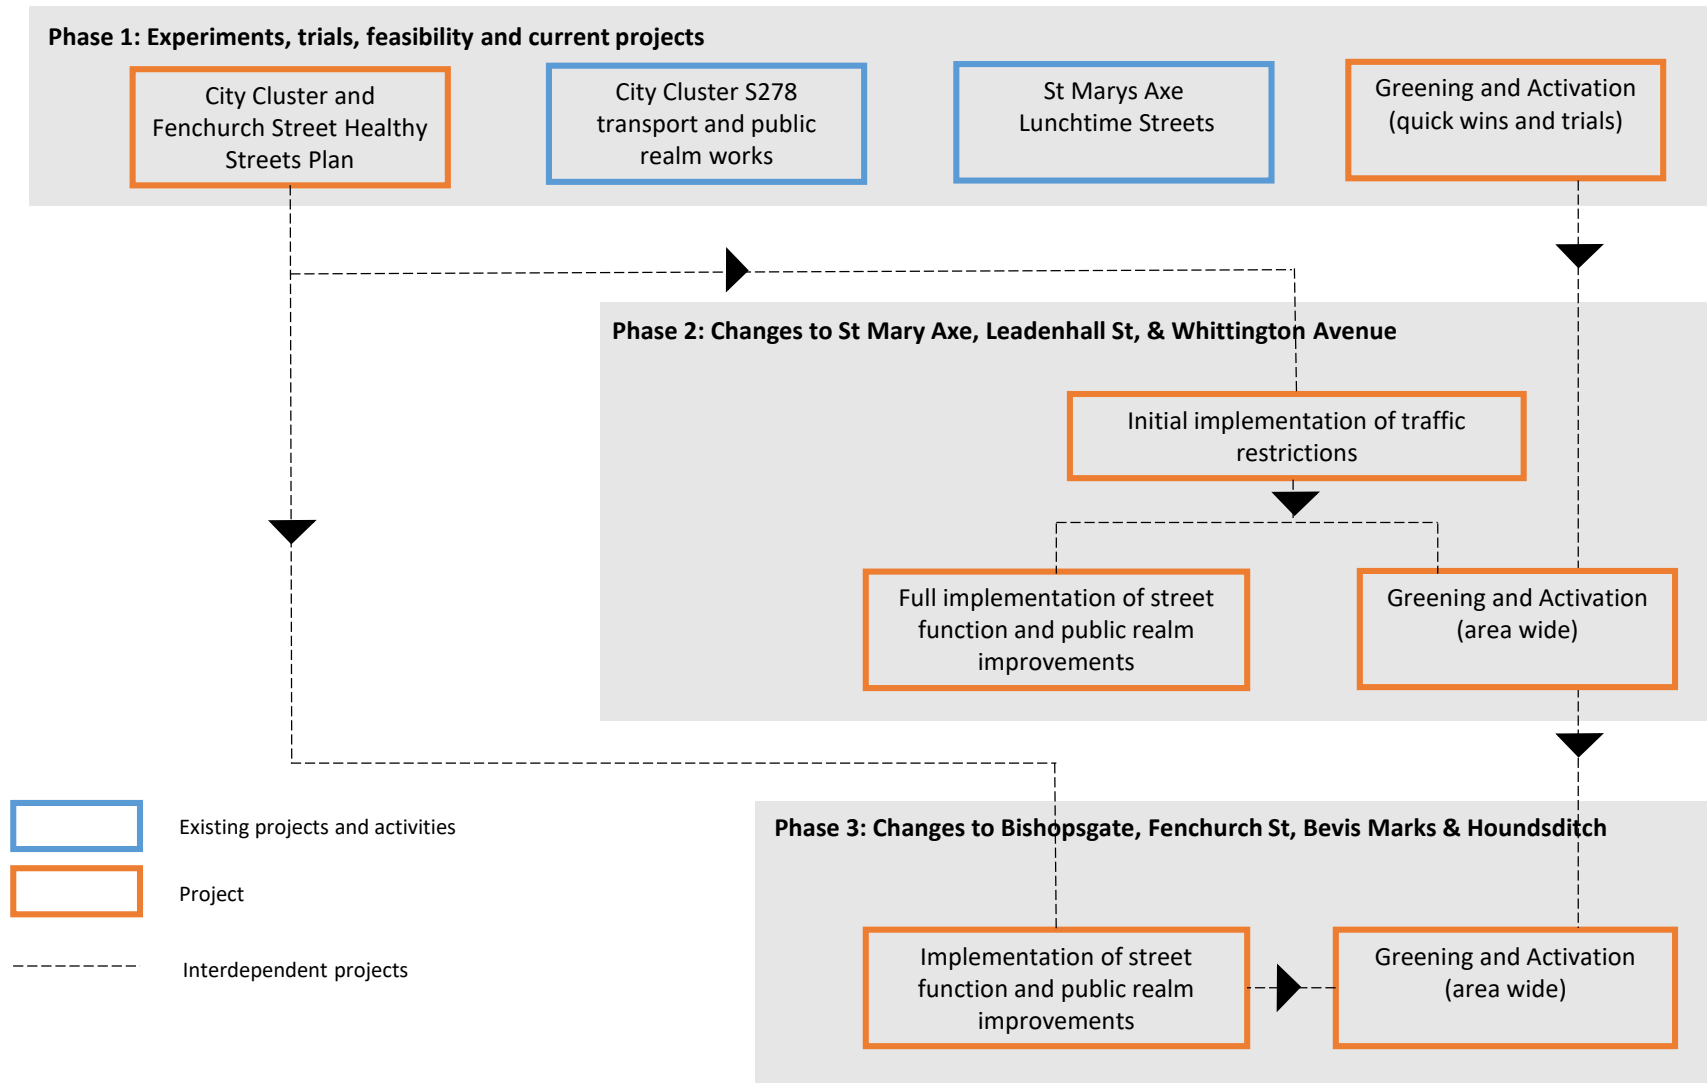 Phase 1: Experiments, trials, feasibility and current projects
City Cluster and
Fenchurch Street Healthy
Streets Plan
City Cluster S278
transport and public
realm works
St Marys Axe
Lunchtime Streets
Greening and Activation
(quick wins and trials)
Phase 2: Changes to St Mary Axe, Leadenhall St, & Whittington Avenue
Initial implementation of traffic
restrictions
Full implementation of street
function and public realm
improvements
Greening and Activation
(area wide)
Existing projects and activities
Project
Interdependent projects
Phase 3: Changes to Bishopsgate, Fenchurch St, Bevis Marks & Houndsditch
Implementation of street
function and public realm
improvements
Greening and Activation
(area wide)